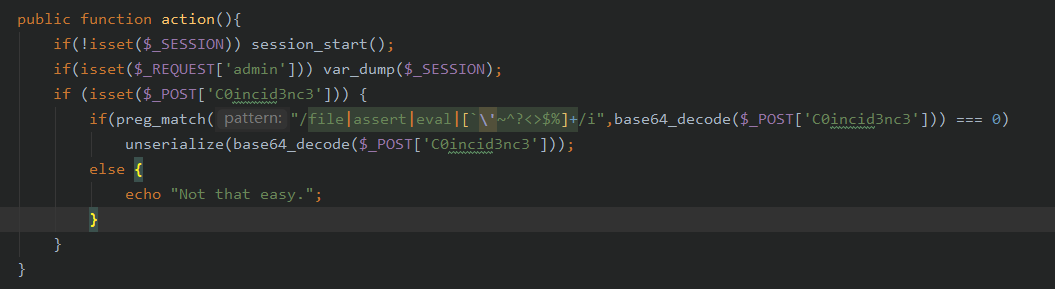 public function action(){
if(!isset($_SESSION)) session_start();
if(isset($_REQUEST['admin'])) var_dump($_SESSION);
if (isset($_POST['C0incid3nc3'])) {
if(preg_match( pattern: "/file|assert|eval|[`\'~^?<>$%]+/i",base64_decode($_POST['C0incid3nc3'])) === 0)
unserialize(base64_decode($_POST['C0incid3nc3']));
else {
echo "Not that easy.";
}
}
}